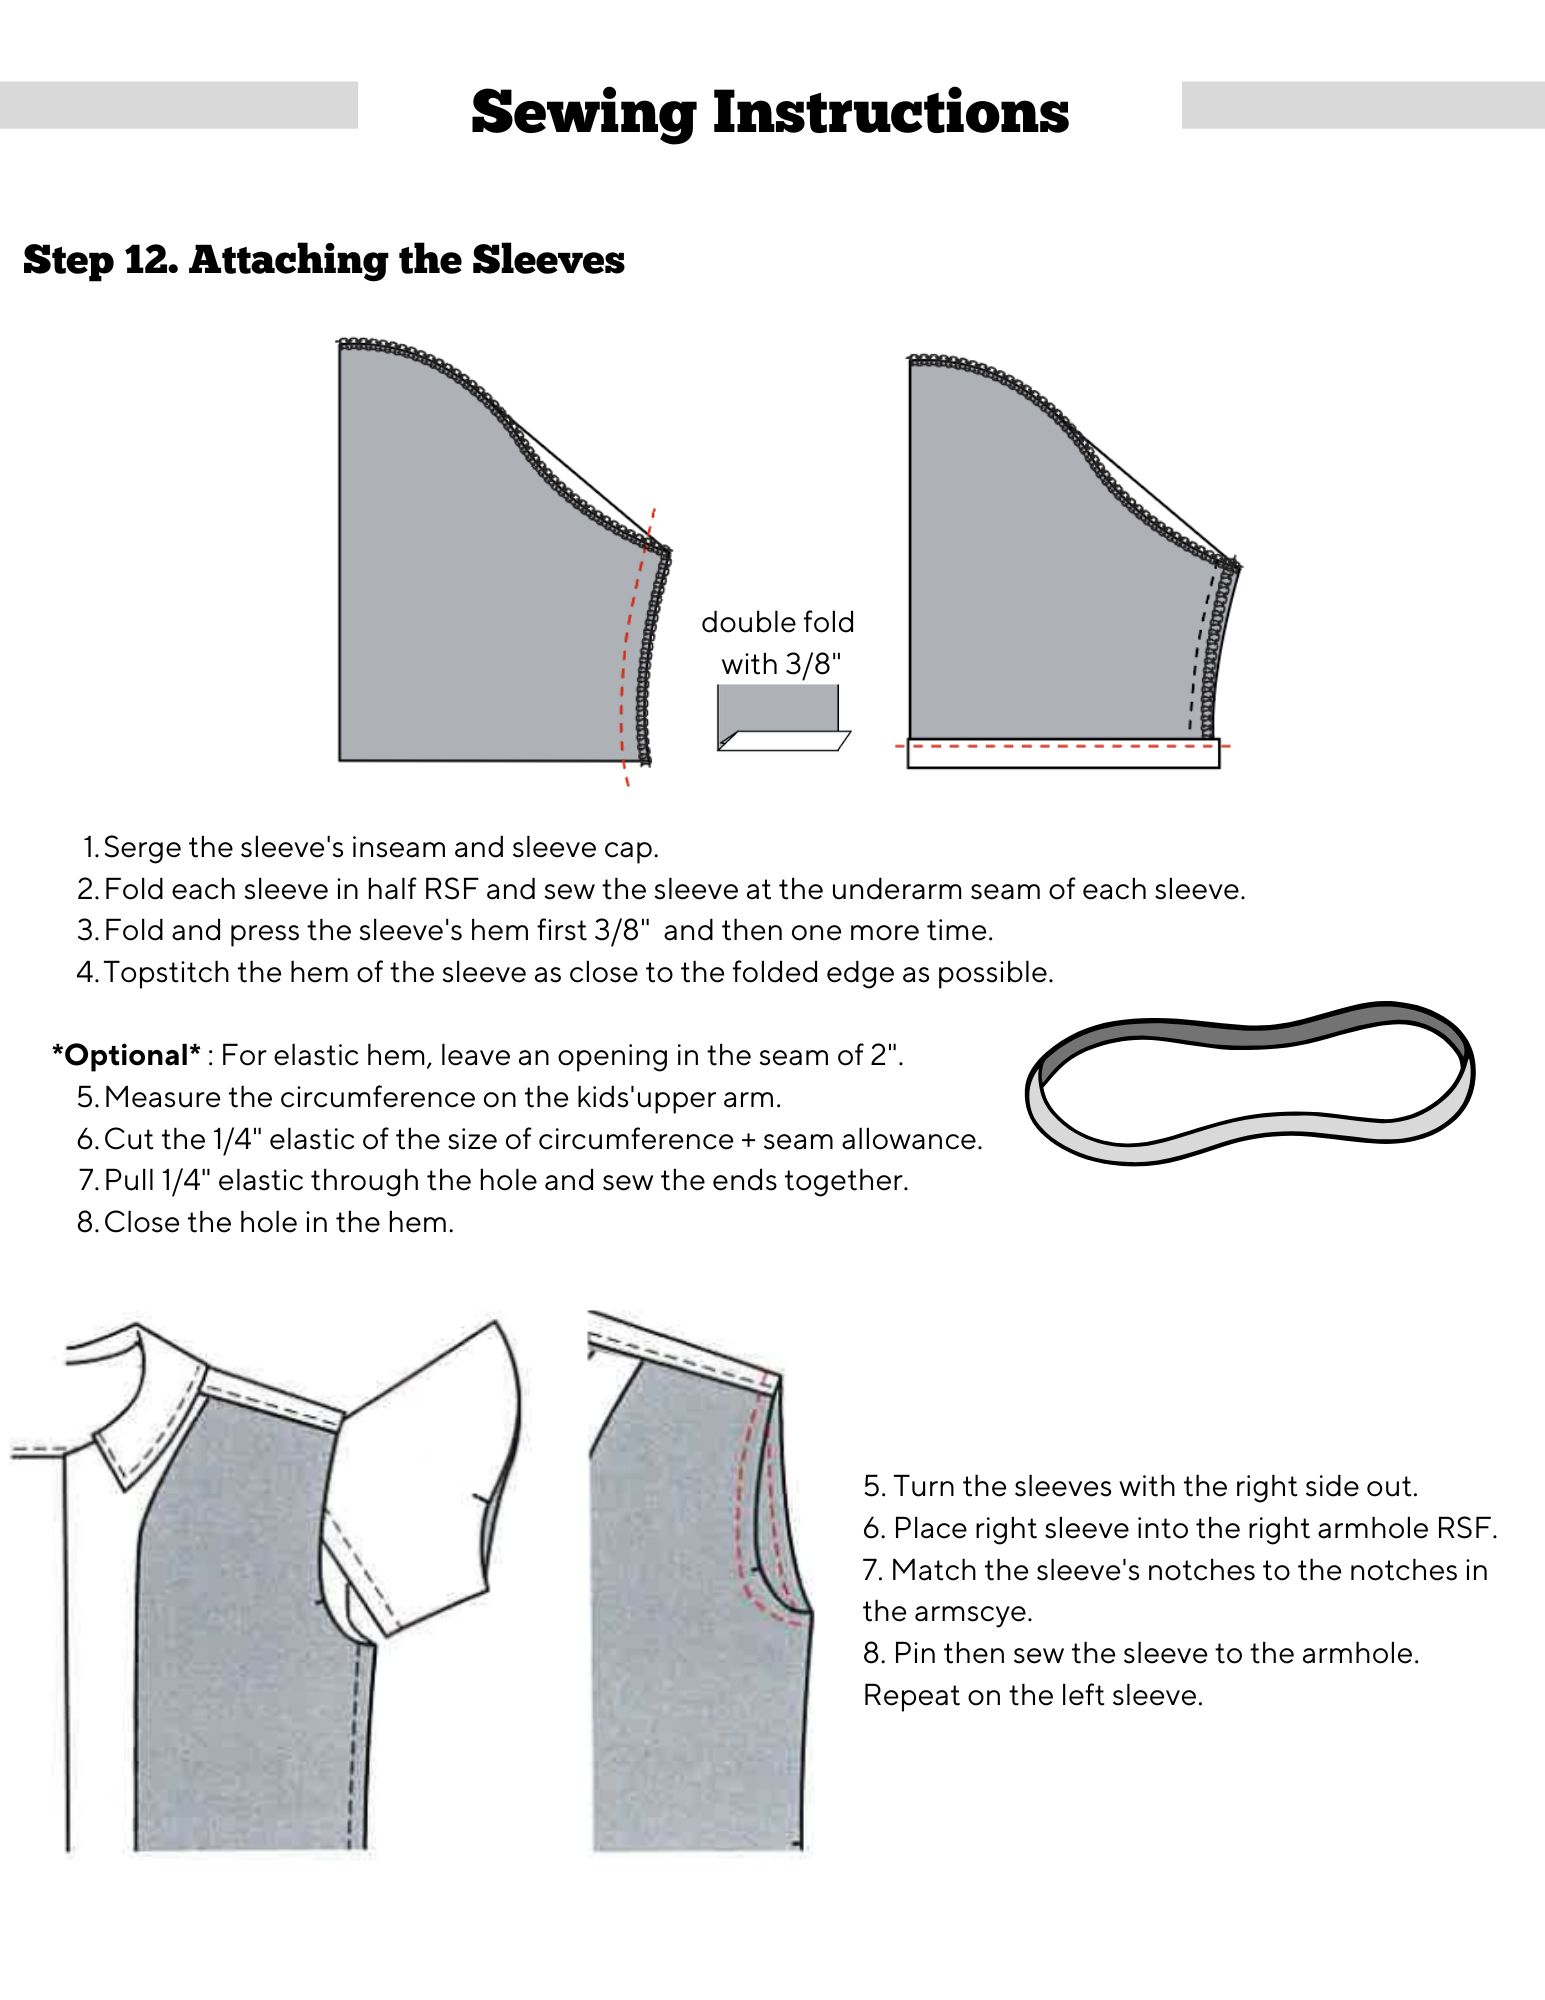 Sewing Instructions
Step 12. Attaching the Sleeves
double fold
with 3/8"
1. Serge the sleeve's inseam and sleeve cap.
2. Fold each sleeve in half RSF and sew the sleeve at the underarm seam of each sleeve.
3. Fold and press the sleeve's hem first 3/8"  and then one more time.
4. Topstitch the hem of the sleeve as close to the folded edge as possible.
*Optional* : For elastic hem, leave an opening in the seam of 2".
5. Measure the circumference on the kids'upper arm.
6. Cut the 1/4" elastic of the size of circumference + seam allowance.
7. Pull 1/4" elastic through the hole and sew the ends together.
8. Close the hole in the hem.
5. Turn the sleeves with the right side out.
6. Place right sleeve into the right armhole RSF.
7. Match the sleeve's notches to the notches in
the armscye.
8. Pin then sew the sleeve to the armhole.
Repeat on the left sleeve.